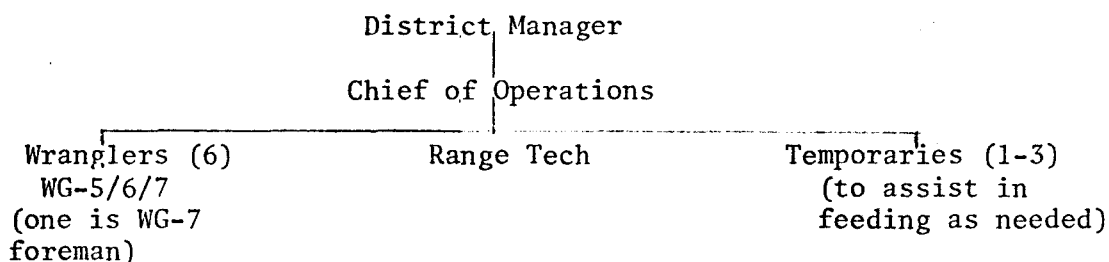 District Manager
Chief of Operations
Wranglers (6) Range Tech Temporaries (1-3)
WG-5/6/7 (to assist in
(one is WG-7 feeding as needed)
foreman)